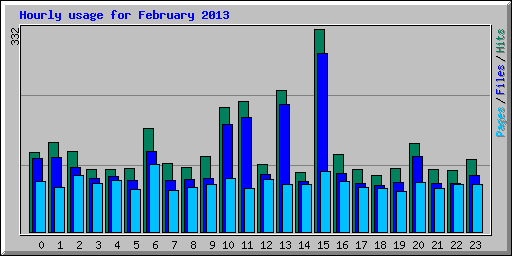 Hourly usage for February 2013
332
Pages/Files/Hits
0 1 2 3 4 5 6 7 8 9 10 11 12 13 14 15 16 17 18 19 20 21 22 23